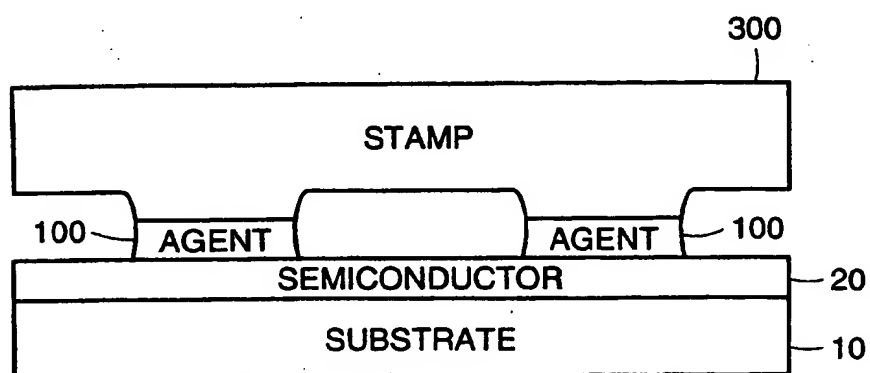 300
STAMP
100 AGENT AGENT 100
SEMICONDUCTOR 20
SUBSTRATE 10